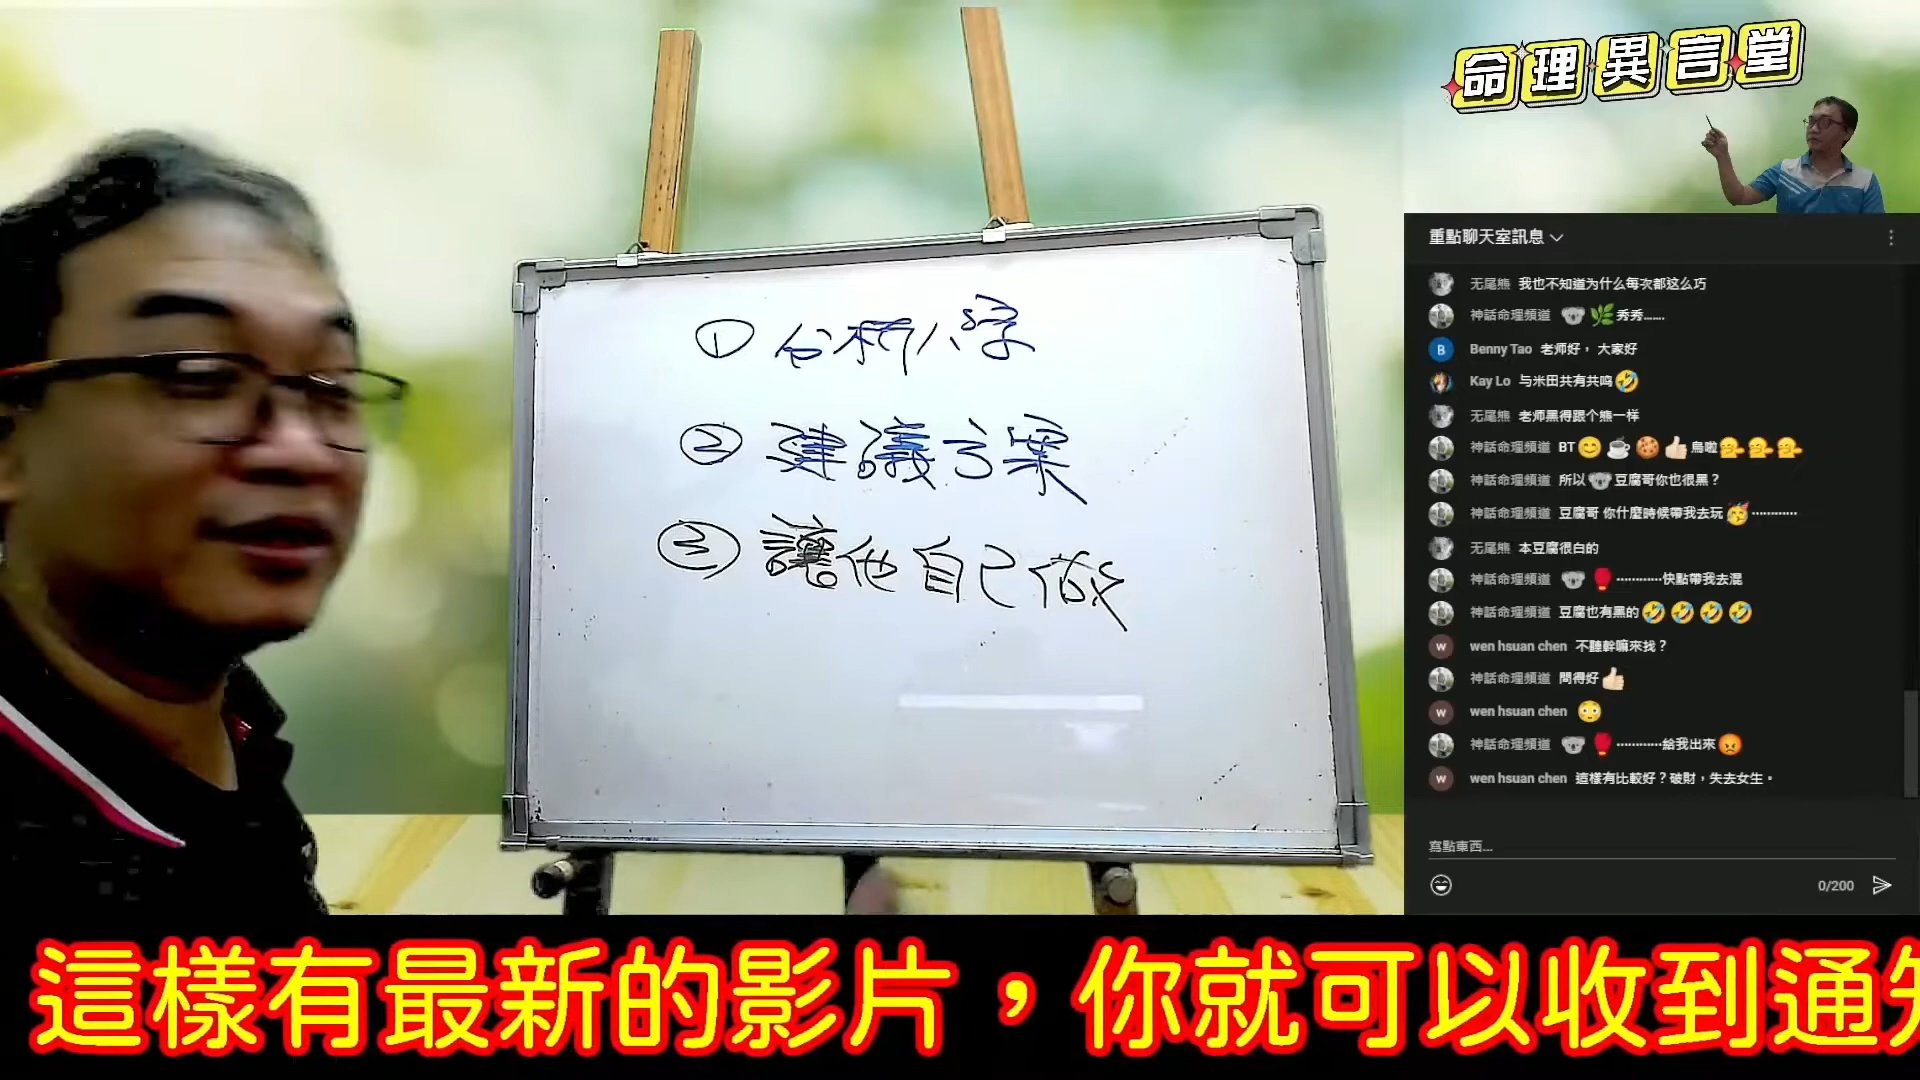 命理異言堂
① 分析八字
② 建議方案
③ 讓他自己做
重點聊天室訊息
无尾熊 我也不知道为什么每次都这么巧
神話命理頻道 🐨🌿秀秀......
B Benny Tao 老师好， 大家好
Kay Lo 与米田共有共鸣🤣
无尾熊 老师黑得跟个熊一样
神話命理頻道 BT😊☕🍪👍🏻烏啦🫴🫴🫴
神話命理頻道 所以🐨豆腐哥你也很黑？
神話命理頻道 豆腐哥 你什麼時候帶我去玩🥳············
无尾熊 本豆腐很白的
神話命理頻道 🐨🥊············快點帶我去混
神話命理頻道 豆腐也有黑的🤣🤣🤣🤣
W wen hsuan chen 不聽幹嘛來找？
神話命理頻道 問得好👍🏻
W wen hsuan chen 😳
神話命理頻道 🐨🥊············給我出來😡
W wen hsuan chen 這樣有比較好？破財，失去女生。
寫點東西...
0/200
這樣有最新的影片，你就可以收到通知